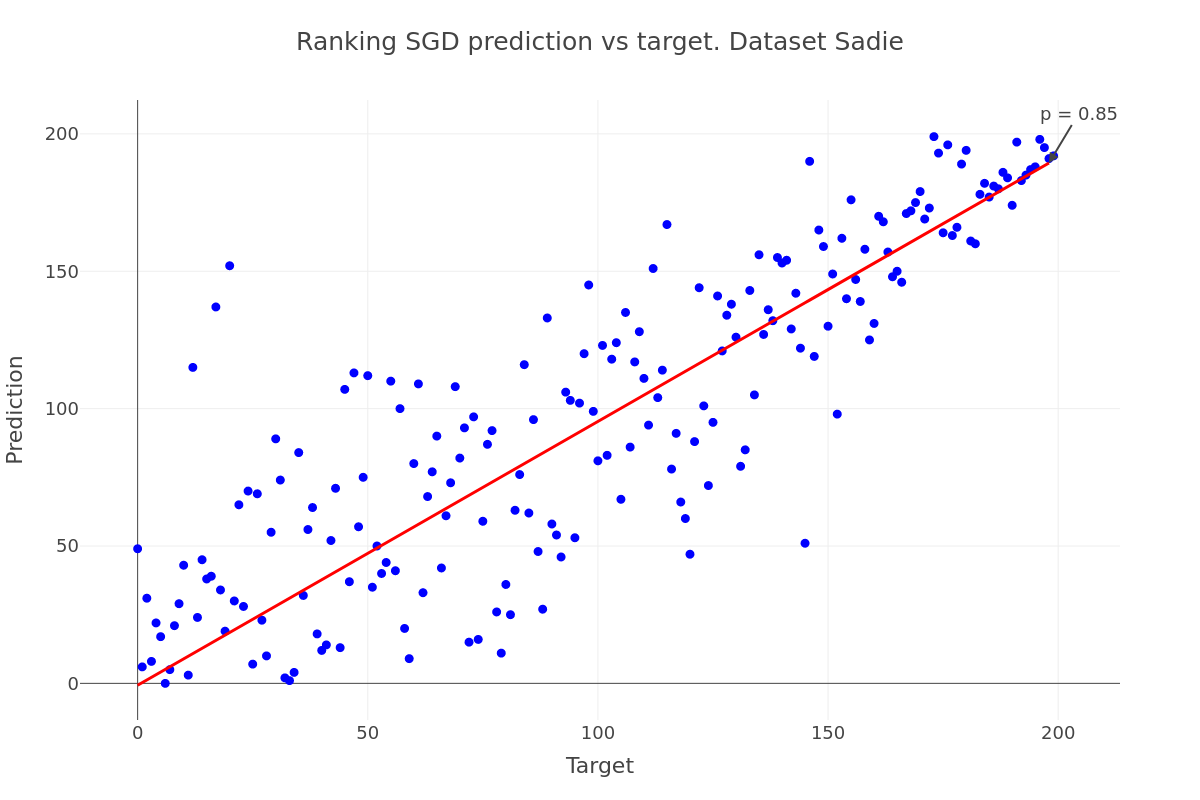 Ranking SGD prediction vs target. Dataset Sadie
p = 0.85
200
150
100
50
0
Prediction
0
50
100
150
200
Target